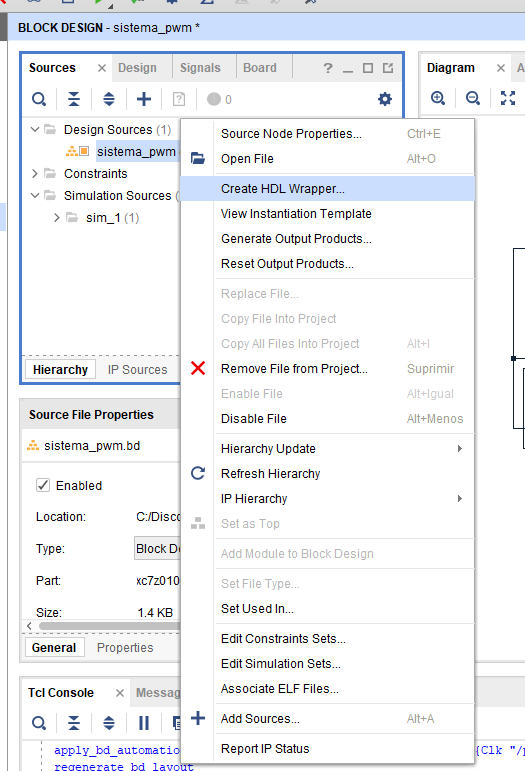 BLOCK DESIGN - sistema_pwm *
Sources
Design
Signals
Board
Diagram
0
Design Sources (1)
sistema_pwm
Constraints
Simulation Sources
sim_1 (1)
Hierarchy
IP Sources
Source Node Properties... Ctrl+E
Open File Alt+O
Create HDL Wrapper...
View Instantiation Template
Generate Output Products...
Reset Output Products...
Replace File...
Copy File Into Project
Copy All Files Into Project Alt+I
Remove File from Project... Suprimir
Enable File Alt+Igual
Disable File Alt+Menos
Hierarchy Update
Refresh Hierarchy
IP Hierarchy
Set as Top
Add Module to Block Design
Set File Type...
Set Used In...
Edit Constraints Sets...
Edit Simulation Sets...
Associate ELF Files...
Add Sources... Alt+A
Report IP Status
Source File Properties
sistema_pwm.bd
Enabled
Location: C:/Disco
Type: Block De
Part: xc7z010
Size: 1.4 KB
General
Properties
Tcl Console
Messag
apply_bd_automation {Clk "/p
regenerate_bd_layout